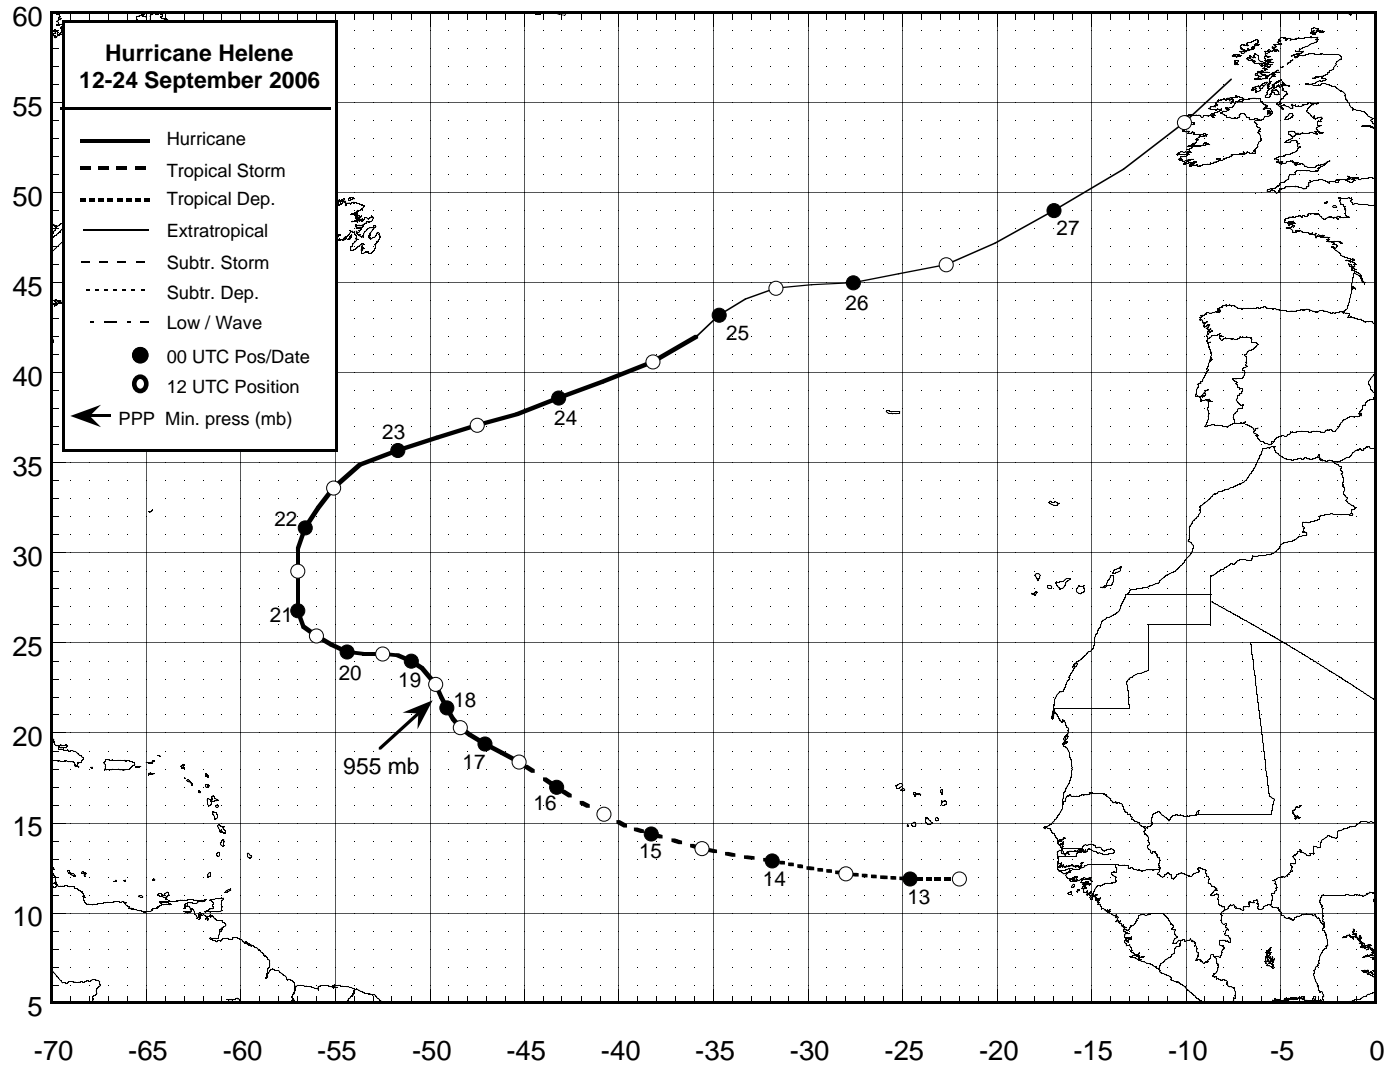 Hurricane Helene
12-24 September 2006
Hurricane
Tropical Storm
Tropical Dep.
Extratropical
Subtr. Storm
Subtr. Dep.
Low / Wave
00 UTC Pos/Date
12 UTC Position
PPP Min. press (mb)
60
55
50
45
40
35
30
25
20
15
10
5
27
26
25
24
23
22
21
20
19
18
17
955 mb
16
15
14
13
-70 -65 -60 -55 -50 -45 -40 -35 -30 -25 -20 -15 -10 -5 0